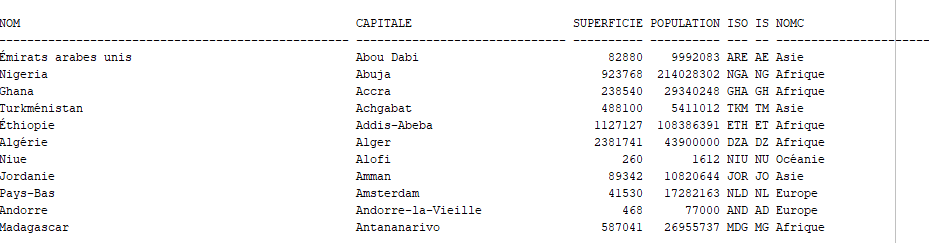 NOM CAPITALE SUPERFICIE POPULATION ISO IS NOMC
-------------------------------------------------- ------------------------------ ---------- ---------- --- -- ----------------------
Émirats arabes unis Abou Dabi 82880 9992083 ARE AE Asie
Nigeria Abuja 923768 214028302 NGA NG Afrique
Ghana Accra 238540 29340248 GHA GH Afrique
Turkménistan Achgabat 488100 5411012 TKM TM Asie
Éthiopie Addis-Abeba 1127127 108386391 ETH ET Afrique
Algérie Alger 2381741 43900000 DZA DZ Afrique
Niue Alofi 260 1612 NIU NU Océanie
Jordanie Amman 89342 10820644 JOR JO Asie
Pays-Bas Amsterdam 41530 17282163 NLD NL Europe
Andorre Andorre-la-Vieille 468 77000 AND AD Europe
Madagascar Antananarivo 587041 26955737 MDG MG Afrique